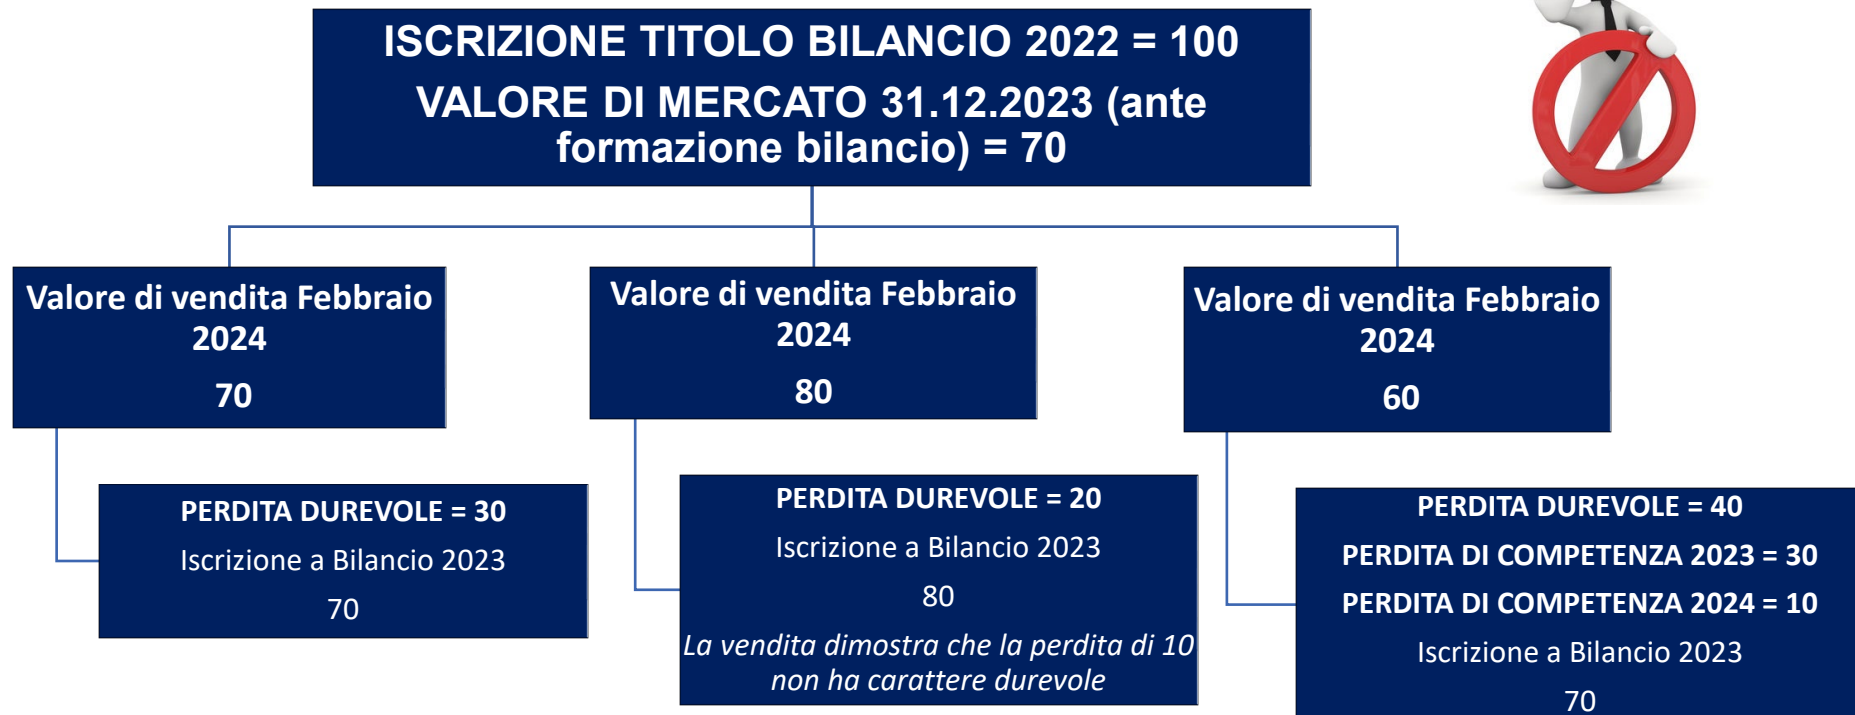 ISCRIZIONE TITOLO BILANCIO 2022 = 100
VALORE DI MERCATO 31.12.2023 (ante
formazione bilancio) = 70
Valore di vendita Febbraio
2024
70
Valore di vendita Febbraio
2024
80
Valore di vendita Febbraio
2024
60
PERDITA DUREVOLE = 30
Iscrizione a Bilancio 2023
70
PERDITA DUREVOLE = 20
Iscrizione a Bilancio 2023
80
La vendita dimostra che la perdita di 10
non ha carattere durevole
PERDITA DUREVOLE = 40
PERDITA DI COMPETENZA 2023 = 30
PERDITA DI COMPETENZA 2024 = 10
Iscrizione a Bilancio 2023
70